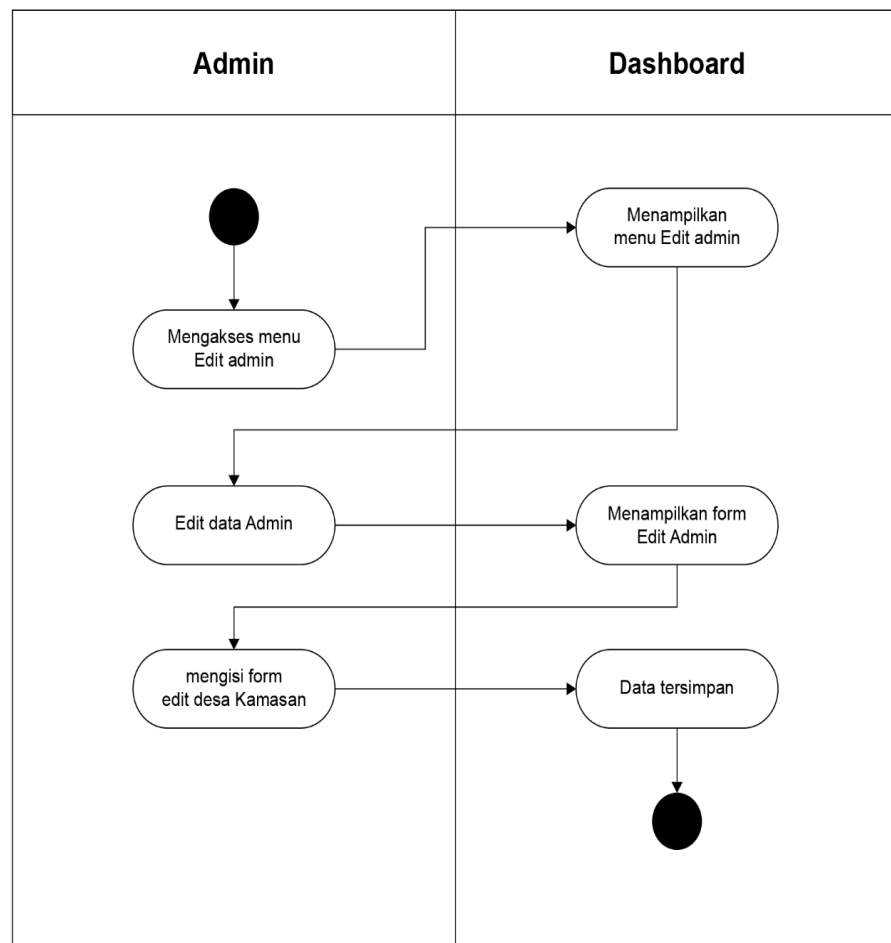 Admin
Dashboard
Menampilkan
menu Edit admin
Mengakses menu
Edit admin
Edit data Admin
Menampilkan form
Edit Admin
mengisi form
edit desa Kamasan
Data tersimpan